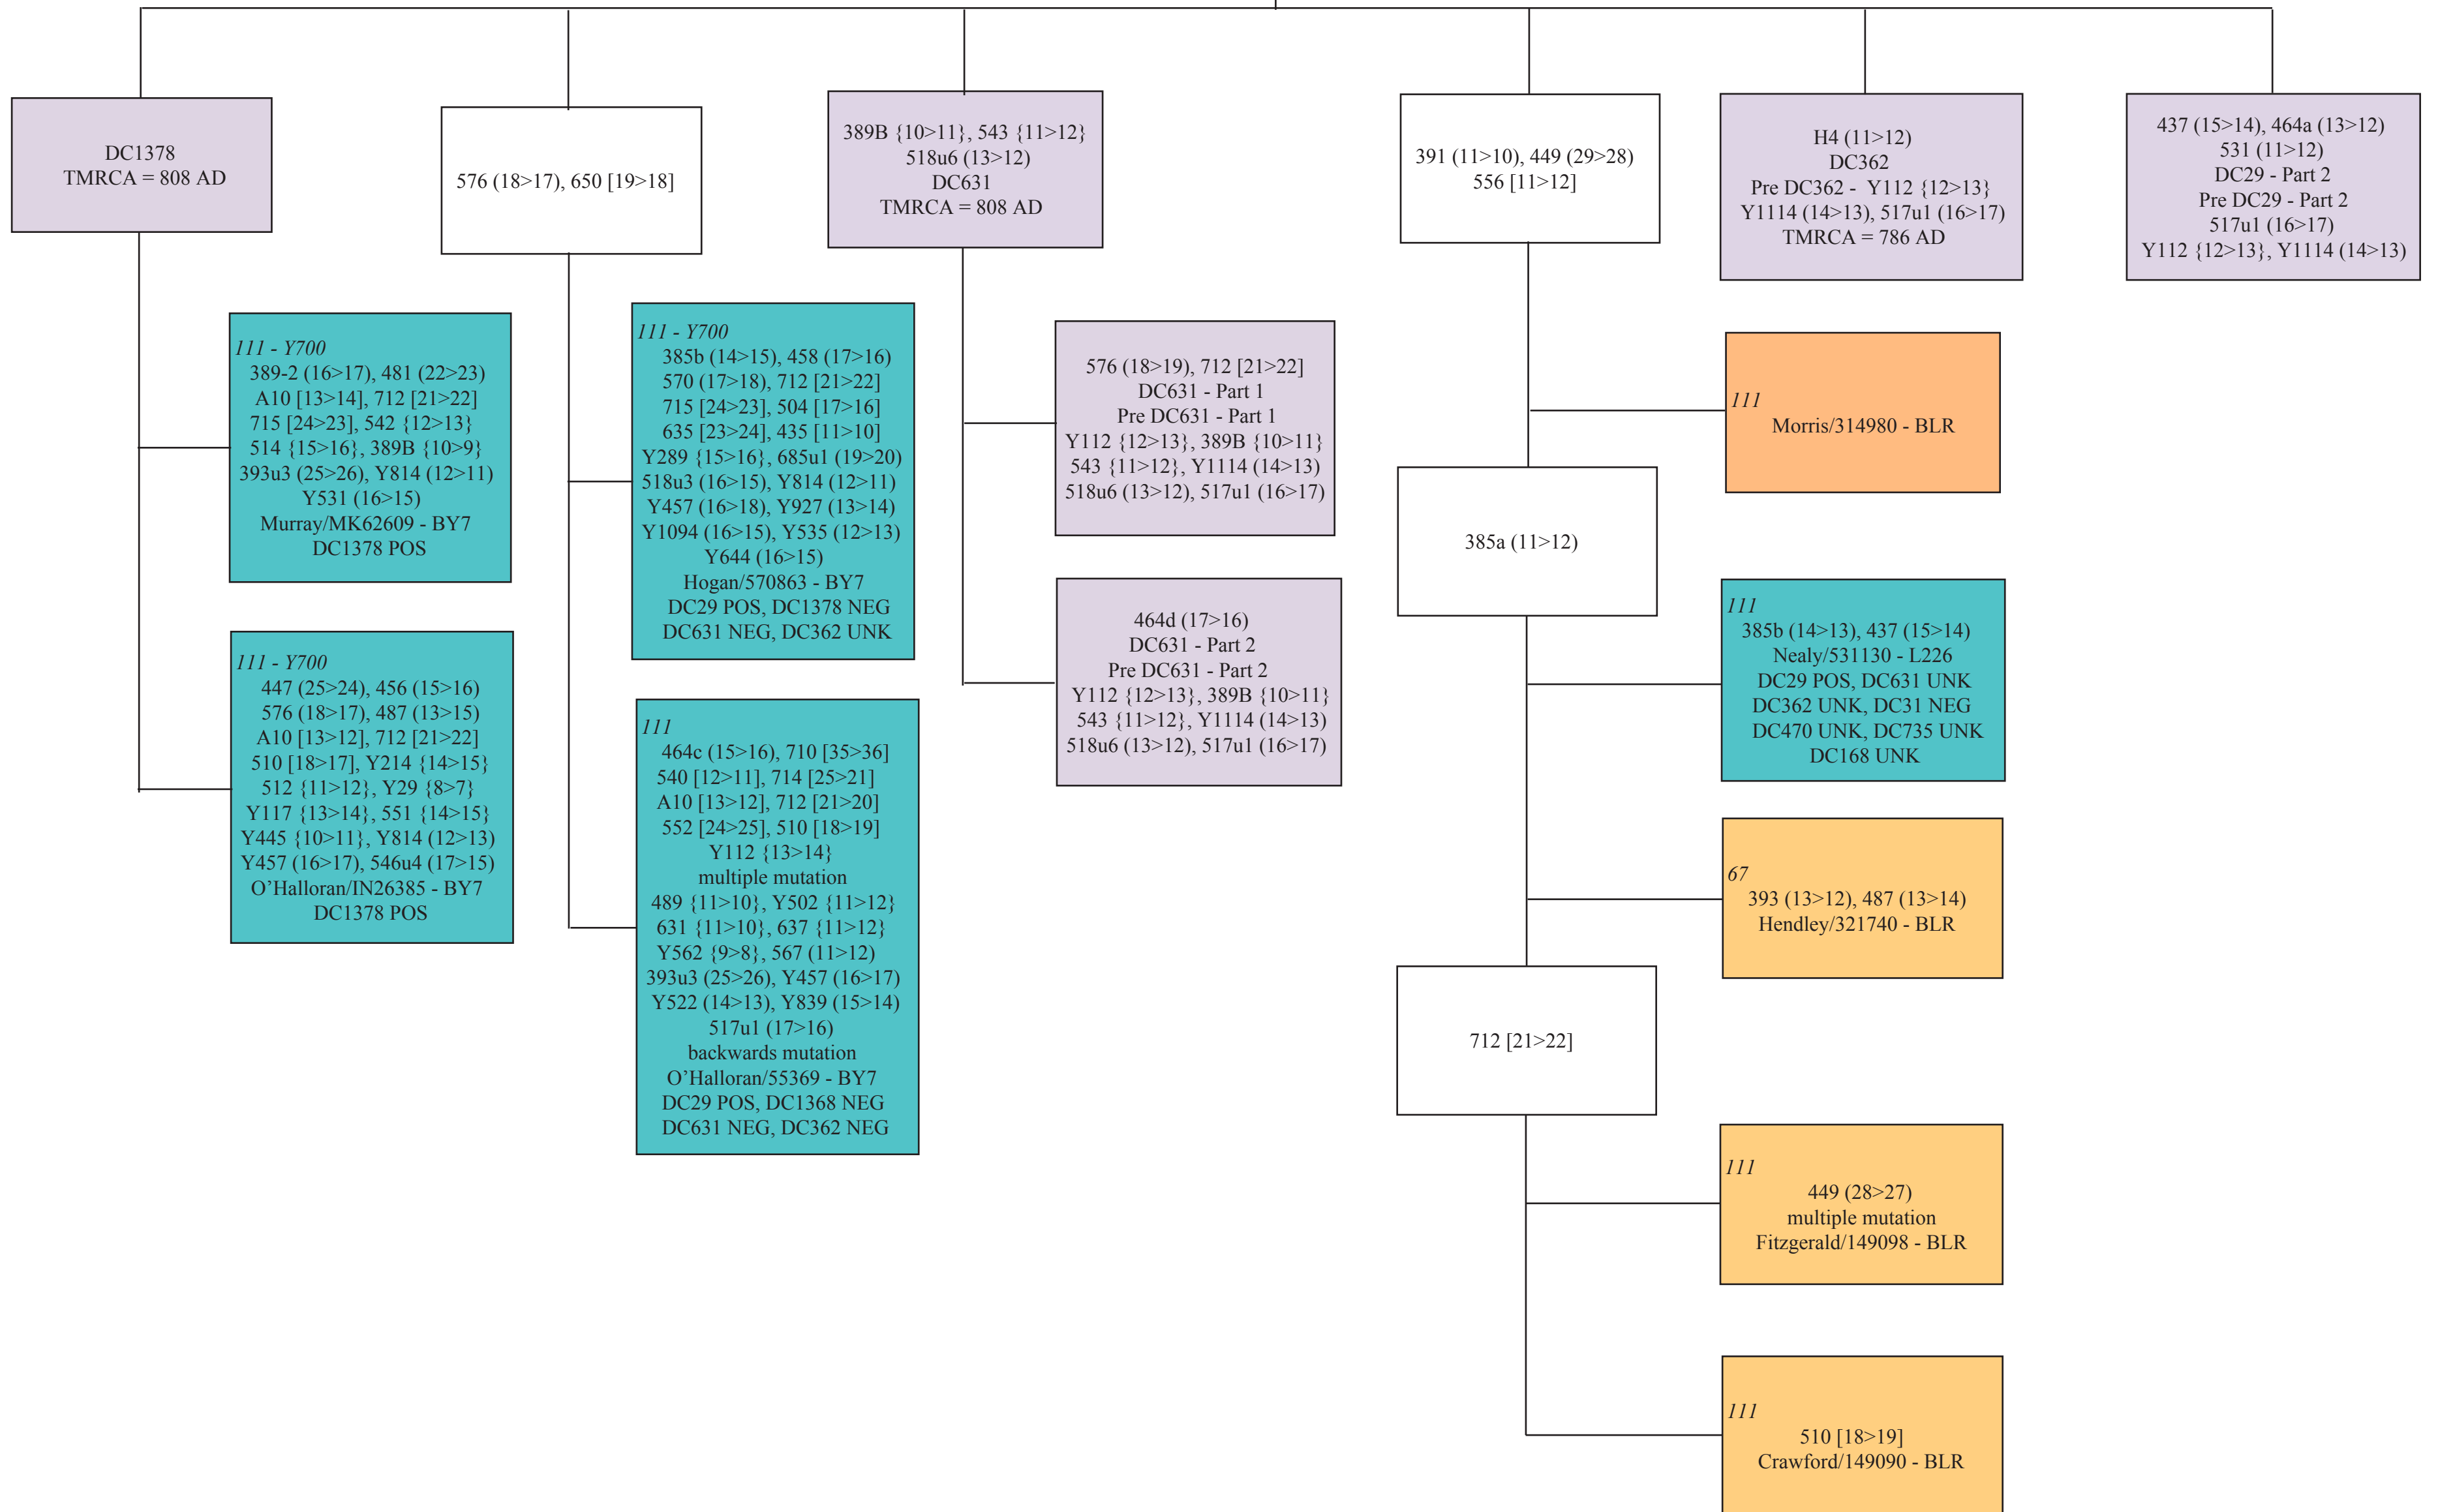 DC1378
TMRCA = 808 AD
111 - Y700
389-2 (16>17), 481 (22>23)
A10 [13>14], 712 [21>22]
715 [24>23], 542 {12>13}
514 {15>16}, 389B {10>9}
393u3 (25>26), Y814 (12>11)
Y531 (16>15)
Murray/MK62609 - BY7
DC1378 POS
111 - Y700
447 (25>24), 456 (15>16)
576 (18>17), 487 (13>15)
A10 [13>12], 712 [21>22]
510 [18>17], Y214 {14>15}
512 {11>12}, Y29 {8>7}
Y117 {13>14}, 551 {14>15}
Y445 {10>11}, Y814 (12>13)
Y457 (16>17), 546u4 (17>15)
O’Halloran/IN26385 - BY7
DC1378 POS
576 (18>17), 650 [19>18]
111 - Y700
385b (14>15), 458 (17>16)
570 (17>18), 712 [21>22]
715 [24>23], 504 [17>16]
635 [23>24], 435 [11>10]
Y289 {15>16}, 685u1 (19>20)
518u3 (16>15), Y814 (12>11)
Y457 (16>18), Y927 (13>14)
Y1094 (16>15), Y535 (12>13)
Y644 (16>15)
Hogan/570863 - BY7
DC29 POS, DC1378 NEG
DC631 NEG, DC362 UNK
111
464c (15>16), 710 [35>36]
540 [12>11], 714 [25>21]
A10 [13>12], 712 [21>20]
552 [24>25], 510 [18>19]
Y112 {13>14}
multiple mutation
489 {11>10}, Y502 {11>12}
631 {11>10}, 637 {11>12}
Y562 {9>8}, 567 (11>12)
393u3 (25>26), Y457 (16>17)
Y522 (14>13), Y839 (15>14)
517u1 (17>16)
backwards mutation
O’Halloran/55369 - BY7
DC29 POS, DC1368 NEG
DC631 NEG, DC362 NEG
389B {10>11}, 543 {11>12}
518u6 (13>12)
DC631
TMRCA = 808 AD
576 (18>19), 712 [21>22]
DC631 - Part 1
Pre DC631 - Part 1
Y112 {12>13}, 389B {10>11}
543 {11>12}, Y1114 (14>13)
518u6 (13>12), 517u1 (16>17)
464d (17>16)
DC631 - Part 2
Pre DC631 - Part 2
Y112 {12>13}, 389B {10>11}
543 {11>12}, Y1114 (14>13)
518u6 (13>12), 517u1 (16>17)
391 (11>10), 449 (29>28)
556 [11>12]
111
Morris/314980 - BLR
385a (11>12)
111
385b (14>13), 437 (15>14)
Nealy/531130 - L226
DC29 POS, DC631 UNK
DC362 UNK, DC31 NEG
DC470 UNK, DC735 UNK
DC168 UNK
67
393 (13>12), 487 (13>14)
Hendley/321740 - BLR
712 [21>22]
111
449 (28>27)
multiple mutation
Fitzgerald/149098 - BLR
111
510 [18>19]
Crawford/149090 - BLR
H4 (11>12)
DC362
Pre DC362 - Y112 {12>13}
Y1114 (14>13), 517u1 (16>17)
TMRCA = 786 AD
437 (15>14), 464a (13>12)
531 (11>12)
DC29 - Part 2
Pre DC29 - Part 2
517u1 (16>17)
Y112 {12>13}, Y1114 (14>13)